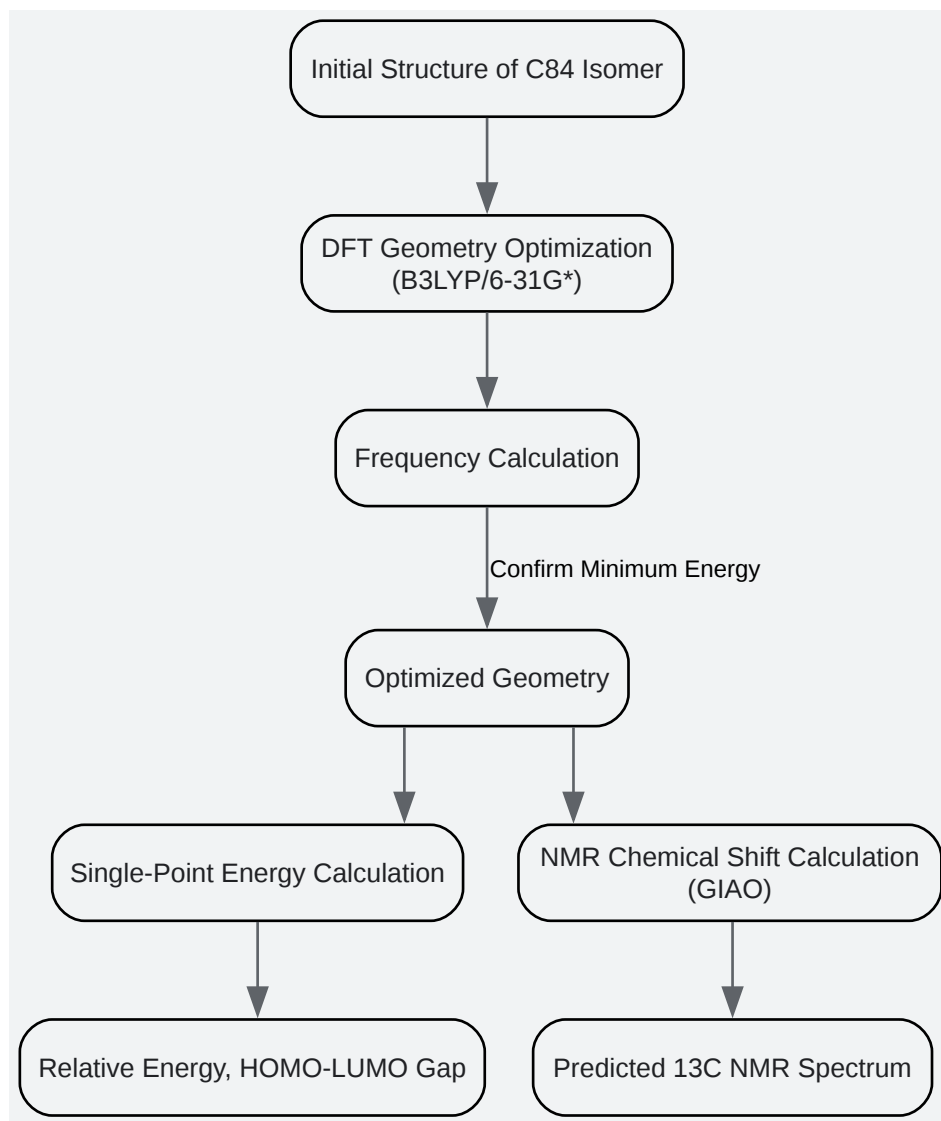 Initial Structure of C84 Isomer
DFT Geometry Optimization
(B3LYP/6-31G*)
Frequency Calculation
Confirm Minimum Energy
Optimized Geometry
Single-Point Energy Calculation
NMR Chemical Shift Calculation
(GIAO)
Relative Energy, HOMO-LUMO Gap
Predicted 13C NMR Spectrum